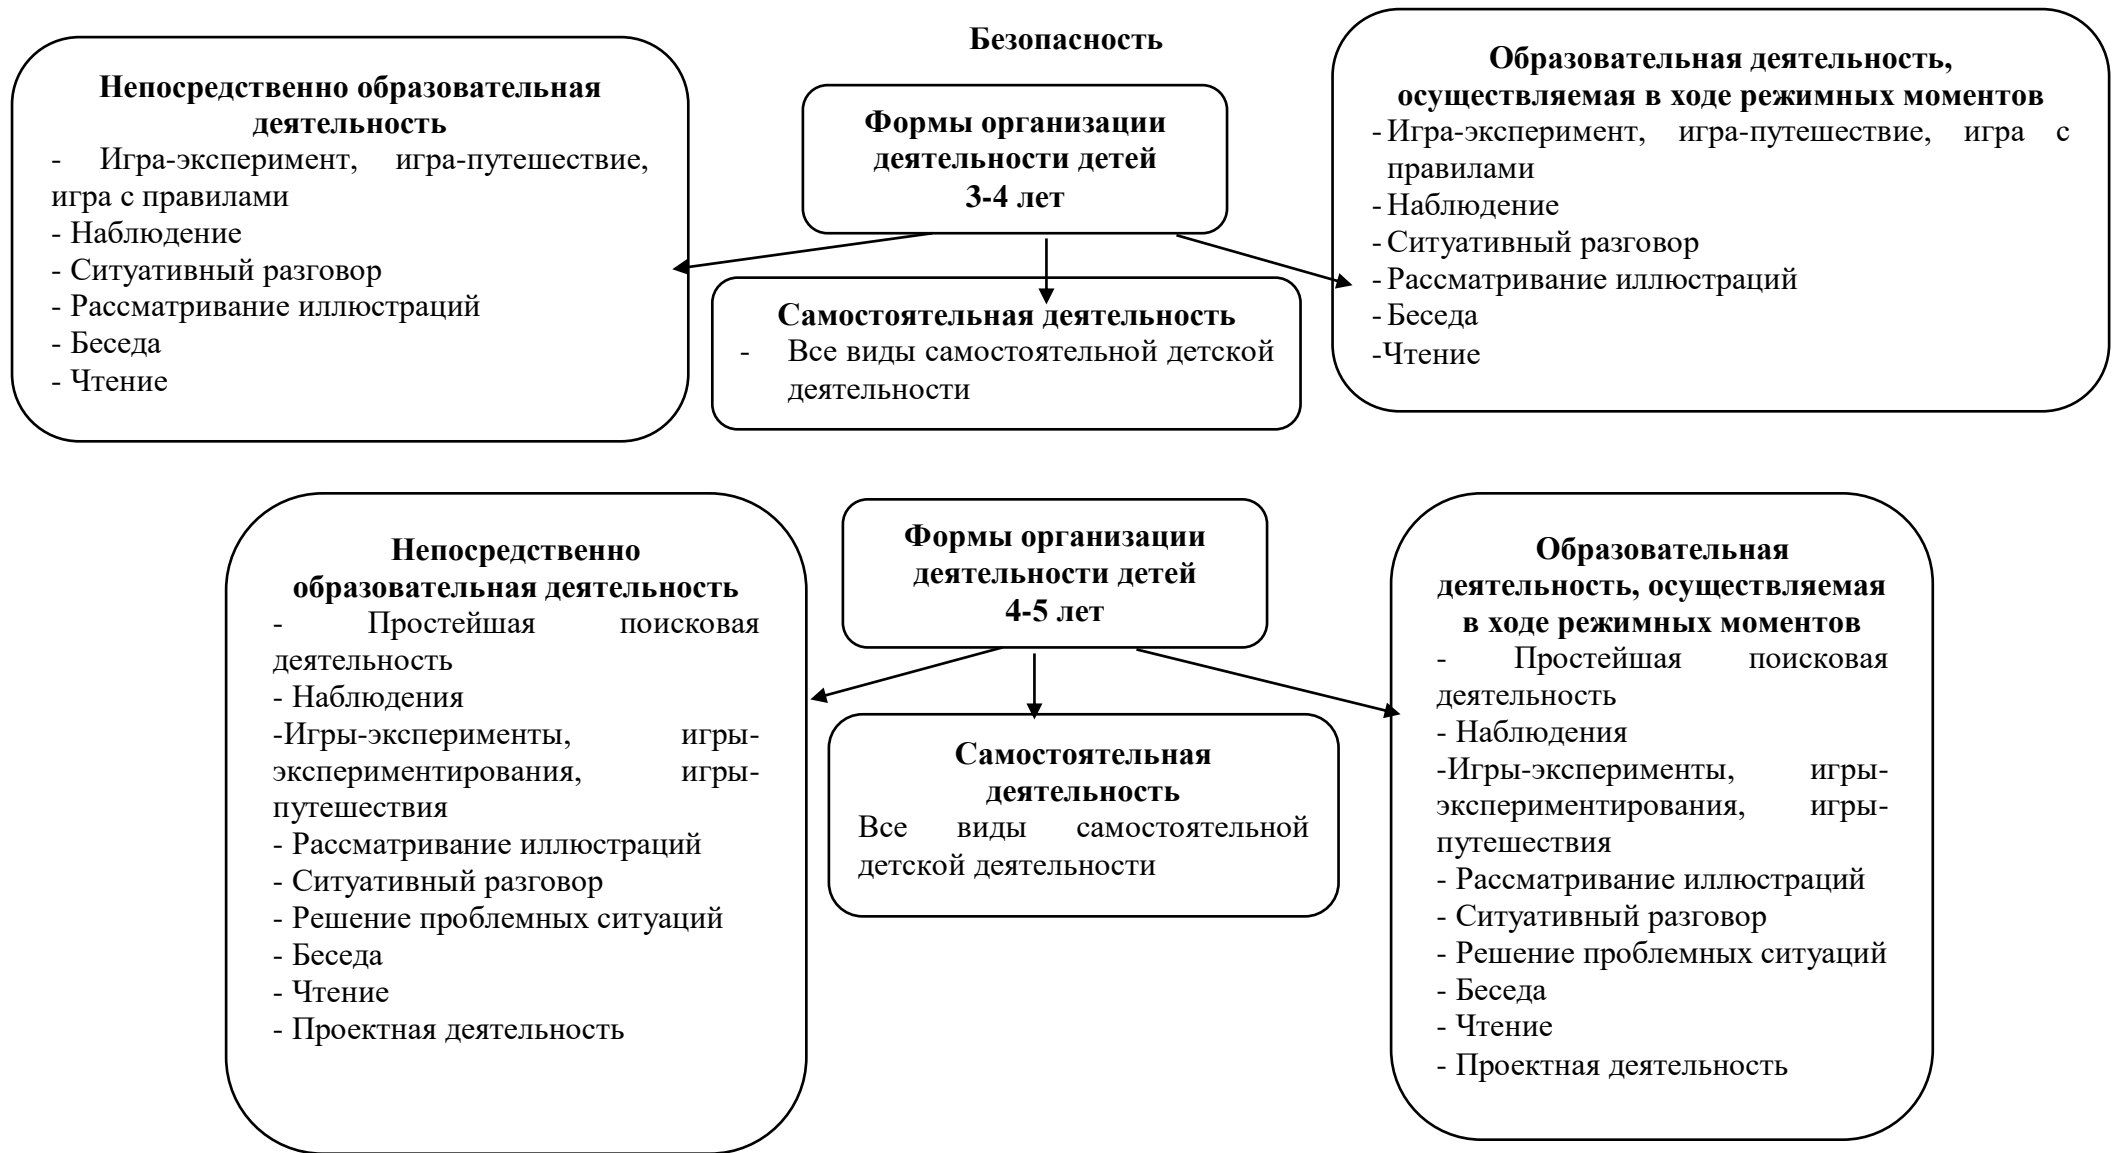 Безопасность
Непосредственно образовательная
деятельность
- Игра-эксперимент, игра-путешествие,
игра с правилами
- Наблюдение
- Ситуативный разговор
- Рассматривание иллюстраций
- Беседа
- Чтение
Формы организации
деятельности детей
3-4 лет
Самостоятельная деятельность
- Все виды самостоятельной детской
деятельности
Образовательная деятельность,
осуществляемая в ходе режимных моментов
- Игра-эксперимент, игра-путешествие, игра с
правилами
- Наблюдение
- Ситуативный разговор
- Рассматривание иллюстраций
- Беседа
-Чтение
Непосредственно
образовательная деятельность
- Простейшая поисковая
деятельность
- Наблюдения
-Игры-эксперименты, игры-
экспериментирования, игры-
путешествия
- Рассматривание иллюстраций
- Ситуативный разговор
- Решение проблемных ситуаций
- Беседа
- Чтение
- Проектная деятельность
Формы организации
деятельности детей
4-5 лет
Самостоятельная
деятельность
Все виды самостоятельной
детской деятельности
Образовательная
деятельность, осуществляемая
в ходе режимных моментов
- Простейшая поисковая
деятельность
- Наблюдения
-Игры-эксперименты, игры-
экспериментирования, игры-
путешествия
- Рассматривание иллюстраций
- Ситуативный разговор
- Решение проблемных ситуаций
- Беседа
- Чтение
- Проектная деятельность